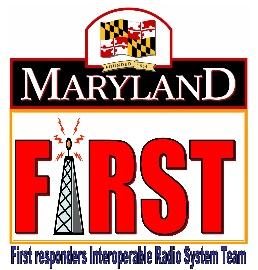 MARYLAND
FiRST
First responders Interoperable Radio System Team